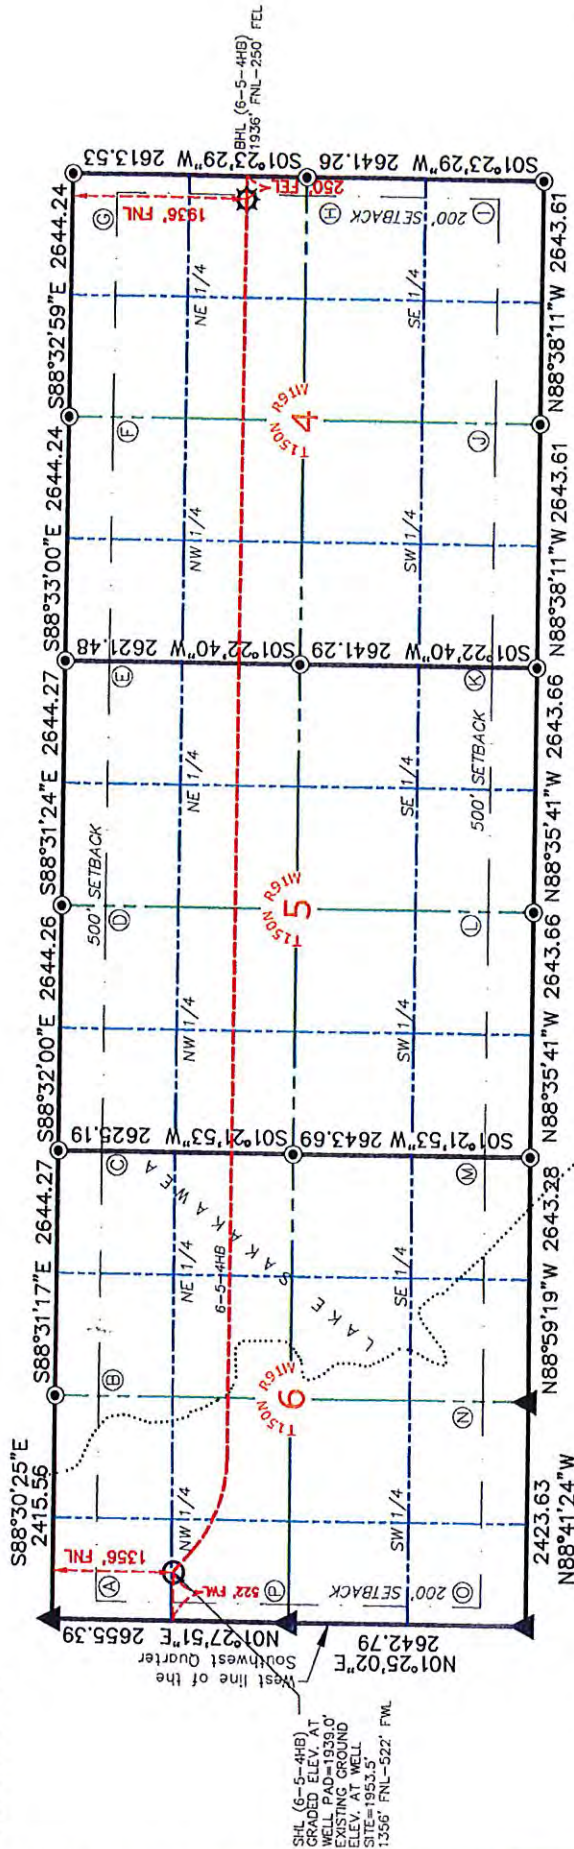 S88°30'25"E
2415.56
S88°31'17"E 2644.27
S88°32'00"E 2644.26
S88°31'24"E 2644.27
S88°33'00"E 2644.24
S88°32'59"E 2644.24
1356' FNL
500' SETBACK
1936' FNL
A
B
C
D
E
F
G
N01°27'51"E 2655.39
S01°21'53"W 2625.19
S01°22'40"W 2621.48
S01°23'29"W 2613.53
NW 1/4
NE 1/4
NW 1/4
NE 1/4
NW 1/4
NE 1/4
6-5-4HB
522' FWL
250' FEL
BHL (6-5-4HB)
1936' FNL-250' FEL
LAKE SAKAKAWEA
T150N R91W
6
T150N R91W
5
T150N R91W
4
P
H
West line of the
Southwest Quarter
N01°25'02"E
2642.79
S01°21'53"W 2643.69
S01°22'40"W 2641.29
S01°23'29"W 2641.26
SW 1/4
SE 1/4
SW 1/4
SE 1/4
SW 1/4
SE 1/4
200' SETBACK
500' SETBACK
200' SETBACK
O
N
M
L
K
J
I
2423.63
N88°41'24"W
N88°59'19"W 2643.28
N88°35'41"W 2643.66
N88°35'41"W 2643.66
N88°38'11"W 2643.61
N88°38'11"W 2643.61
SHL (6-5-4HB)
GRADED ELEV. AT
WELL PAD=1939.0'
EXISTING GROUND
ELEV. AT WELL
SITE=1953.5'
1356' FNL-522' FWL